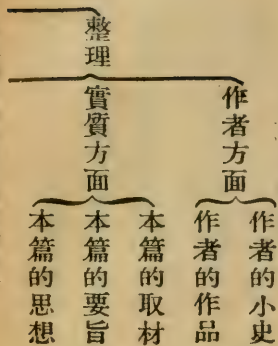 整理
作者方面
作者的小史
作者的作品
實質方面
本篇的取材
本篇的要旨
本篇的思想